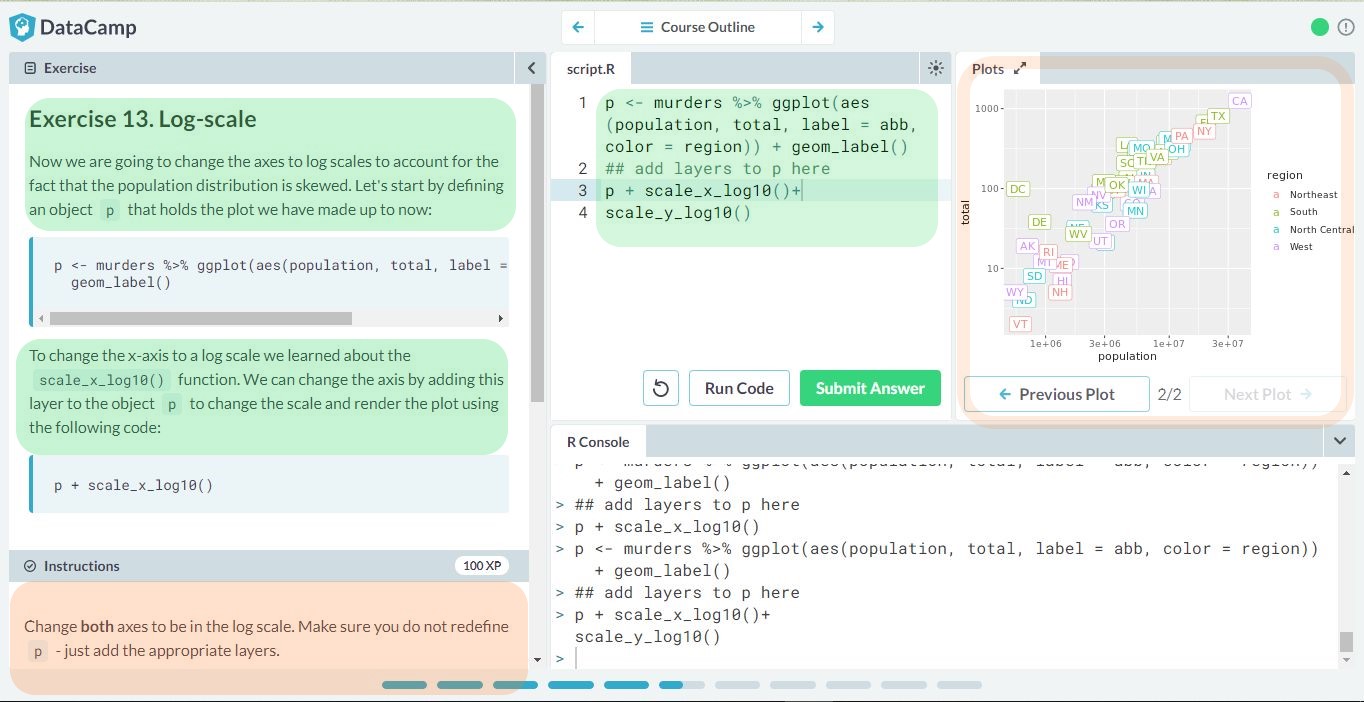 DataCamp
Course Outline
Exercise
Exercise 13. Log-scale
Now we are going to change the axes to log scales to account for the
fact that the population distribution is skewed. Let's start by defining
an object p that holds the plot we have made up to now:
p <- murders %>% ggplot(aes(population, total, label =
geom_label()
To change the x-axis to a log scale we learned about the
scale_x_log10() function. We can change the axis by adding this
layer to the object p to change the scale and render the plot using
the following code:
p + scale_x_log10()
Instructions
100 XP
Change both axes to be in the log scale. Make sure you do not redefine
p - just add the appropriate layers.
script.R
1 p <- murders %>% ggplot(aes
(population, total, label = abb,
color = region)) + geom_label()
2 ## add layers to p here
3 p + scale_x_log10()+
4 scale_y_log10()
Run Code
Submit Answer
Plots
1000
100
10
total
CA
TX
NY
PA
OH
MO
VA
OK
WI
DC
NM
NV
KS
MN
DE
OR
WV
UT
AK
RI
ME
SD
HI
WY
NH
ND
VT
1e+06 3e+06 1e+07 3e+07
population
region
a Northeast
a South
a North Central
a West
Previous Plot 2/2 Next Plot
R Console
p <- murders %>% ggplot(aes(population, total, label = abb, color = region))
+ geom_label()
> ## add layers to p here
> p + scale_x_log10()
> p <- murders %>% ggplot(aes(population, total, label = abb, color = region))
+ geom_label()
> ## add layers to p here
> p + scale_x_log10()+
scale_y_log10()
>